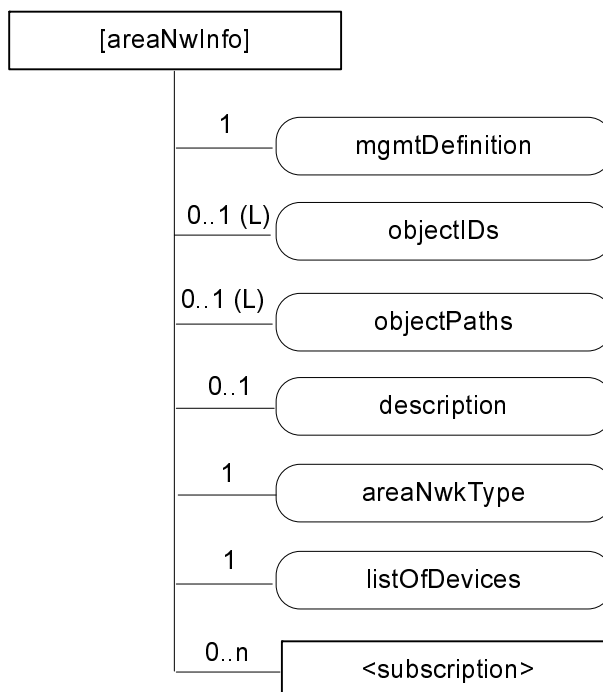 [areaNwInfo]
1
mgmtDefinition
0..1 (L)
objectIDs
0..1 (L)
objectPaths
0..1
description
1
areaNwkType
1
listOfDevices
0..n
<subscription>